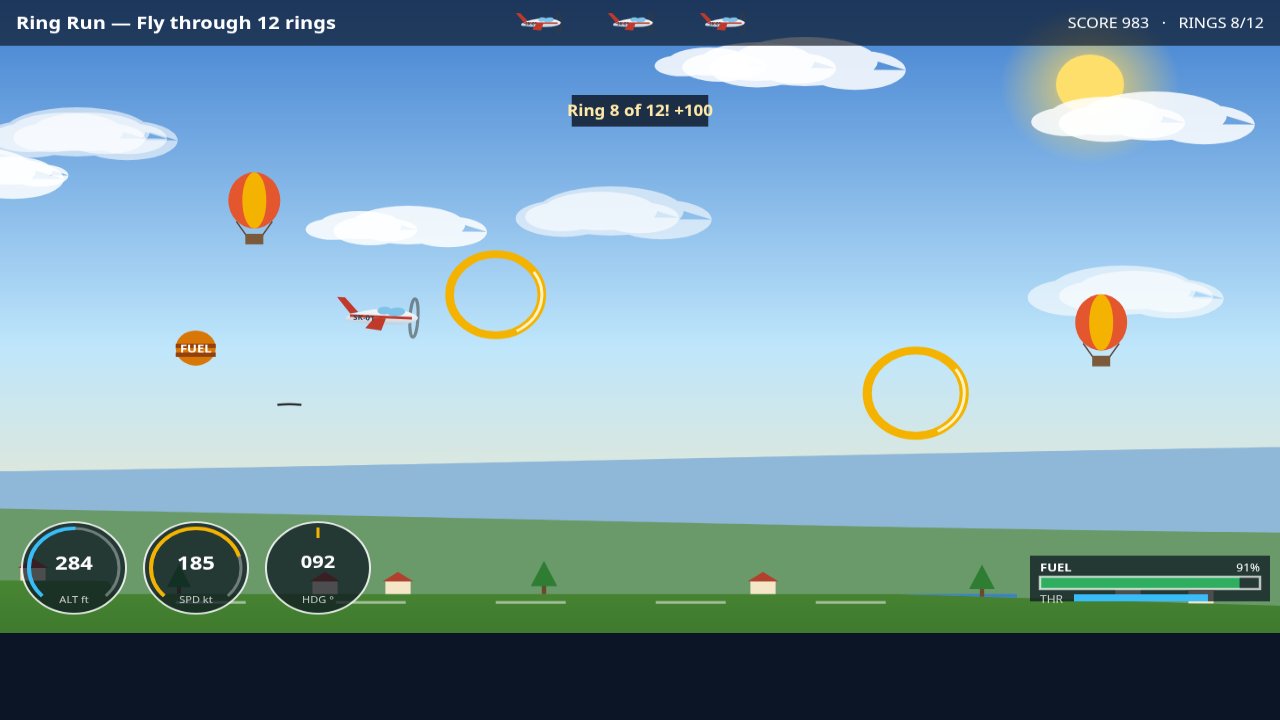 Ring Run — Fly through 12 rings
SCORE 983 · RINGS 8/12
Ring 8 of 12! +100
FUEL
284
ALT ft
185
SPD kt
092
HDG °
FUEL 91%
THR